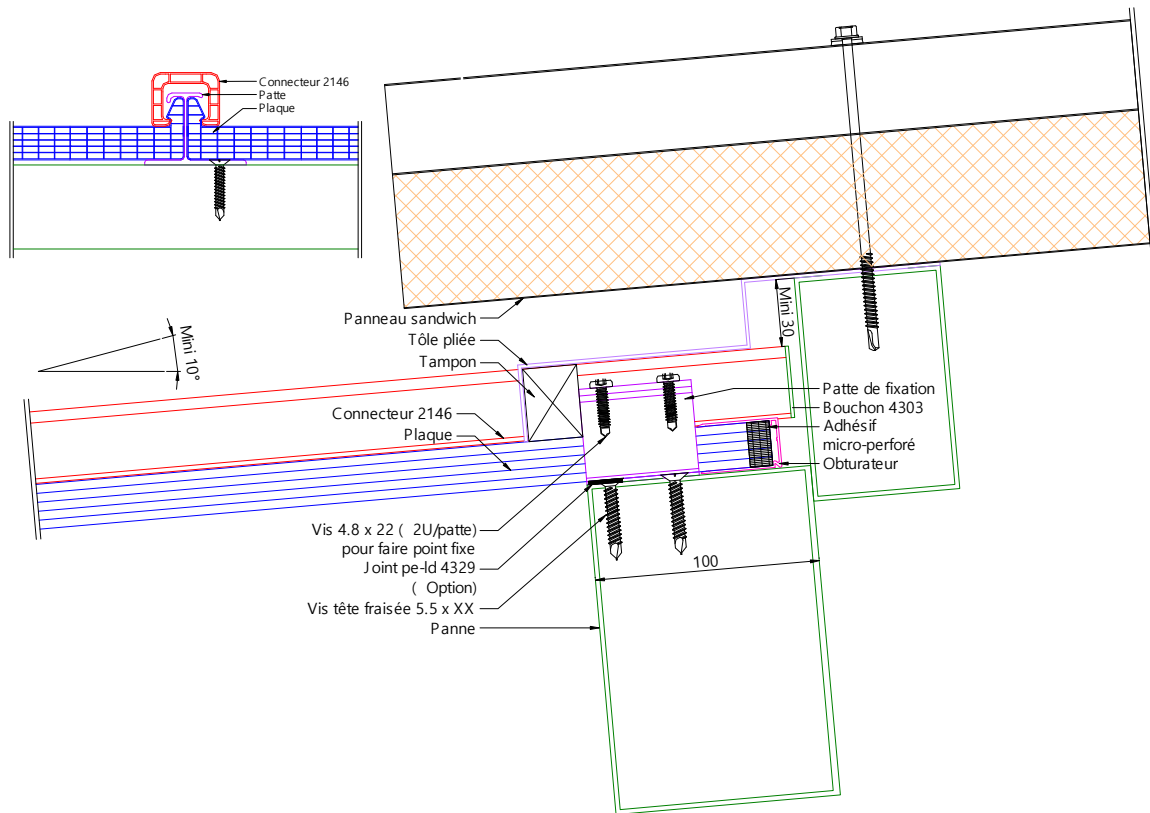 Connecteur 2146
Patte
Plaque
Panneau sandwich
Tôle pliée
Tampon
Mini 30
Mini 10°
Connecteur 2146
Plaque
Patte de fixation
Bouchon 4303
Adhésif
micro-perforé
Obturateur
Vis 4.8 x 22 ( 2U/patte)
pour faire point fixe
Joint pe-ld 4329
( Option)
Vis tête fraisée 5.5 x XX
Panne
100